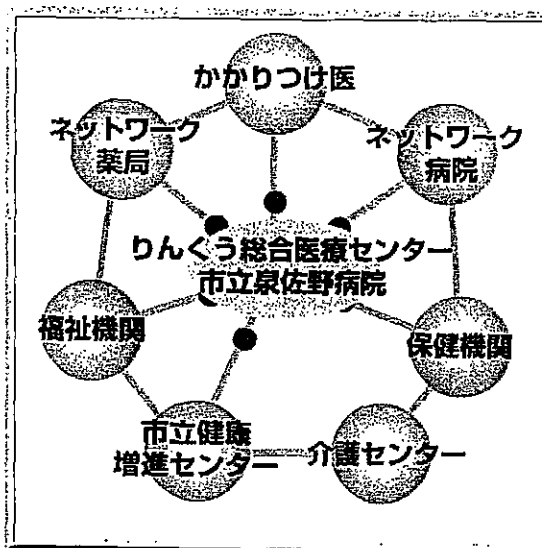 かかりつけ医
ネットワーク
薬局
ネットワーク
病院
りんくう総合医療センター
市立泉佐野病院
福祉機関
保健機関
市立健康
増進センター
介護センター